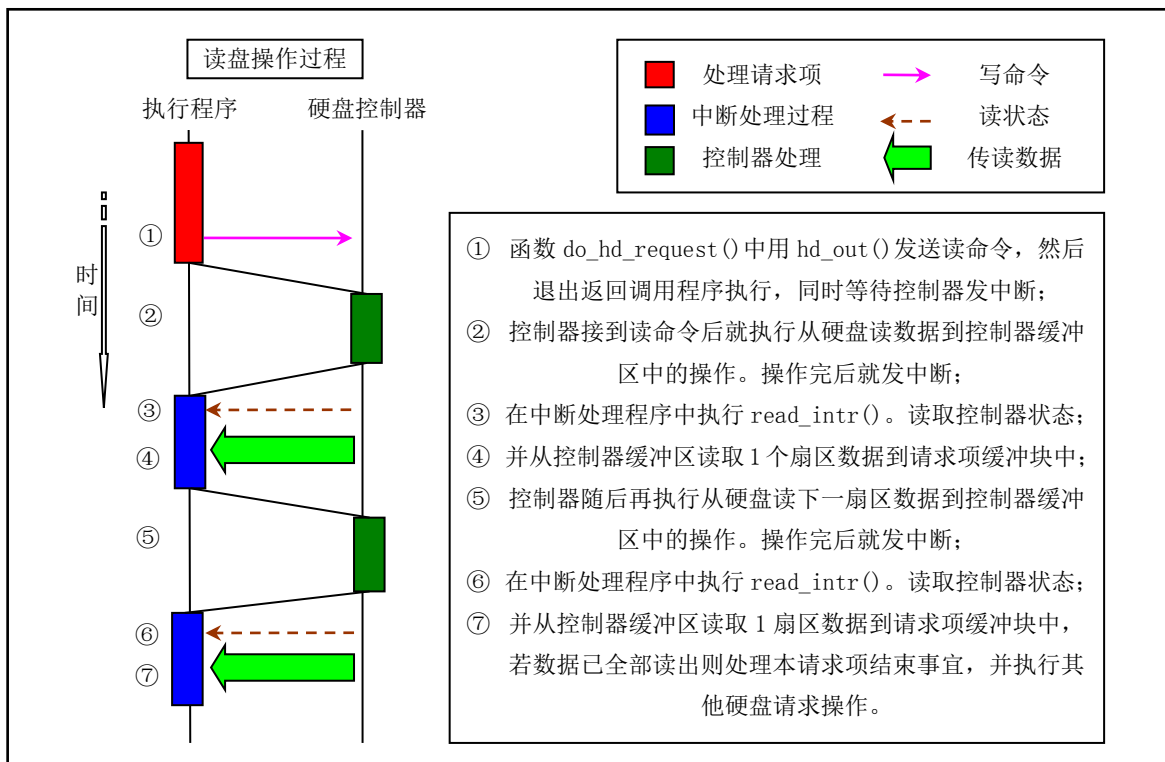 读盘操作过程
执行程序
硬盘控制器
时
间
①
②
③
④
⑤
⑥
⑦
处理请求项
写命令
中断处理过程
读状态
控制器处理
传读数据
① 函数 do_hd_request()中用 hd_out()发送读命令，然后
退出返回调用程序执行，同时等待控制器发中断；
② 控制器接到读命令后就执行从硬盘读数据到控制器缓冲
区中的操作。操作完后就发中断；
③ 在中断处理程序中执行 read_intr()。读取控制器状态；
④ 并从控制器缓冲区读取 1 个扇区数据到请求项缓冲块中；
⑤ 控制器随后再执行从硬盘读下一扇区数据到控制器缓冲
区中的操作。操作完后就发中断；
⑥ 在中断处理程序中执行 read_intr()。读取控制器状态；
⑦ 并从控制器缓冲区读取 1 扇区数据到请求项缓冲块中，
若数据已全部读出则处理本请求项结束事宜，并执行其
他硬盘请求操作。